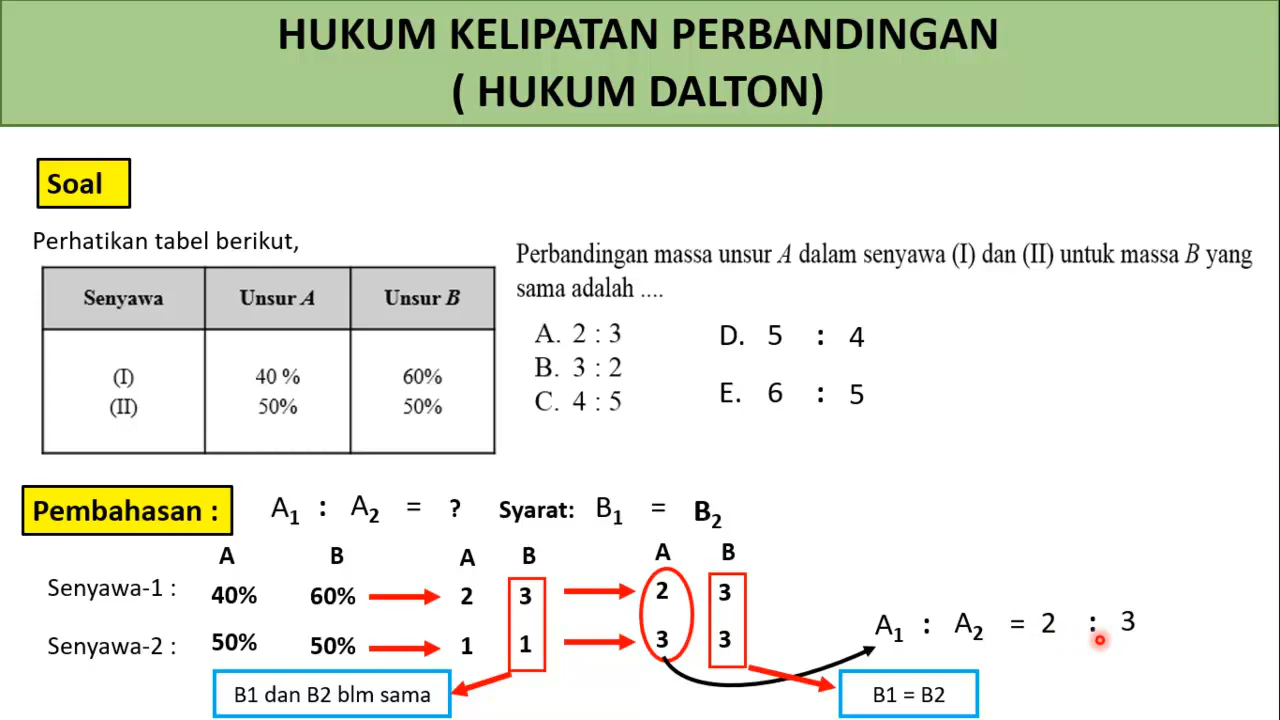 HUKUM KELIPATAN PERBANDINGAN
( HUKUM DALTON)
Soal
Perhatikan tabel berikut,
Senyawa Unsur A Unsur B
(I) 40 % 60%
(II) 50% 50%
Perbandingan massa unsur A dalam senyawa (I) dan (II) untuk massa B yang
sama adalah ....
A. 2 : 3
B. 3 : 2
C. 4 : 5
D. 5 : 4
E. 6 : 5
Pembahasan : A₁ : A₂ = ? Syarat: B₁ = B₂
A B A B A B
Senyawa-1 : 40% 60% 2 3 2 3
Senyawa-2 : 50% 50% 1 1 3 3
A₁ : A₂ = 2 : 3
B1 dan B2 blm sama
B1 = B2